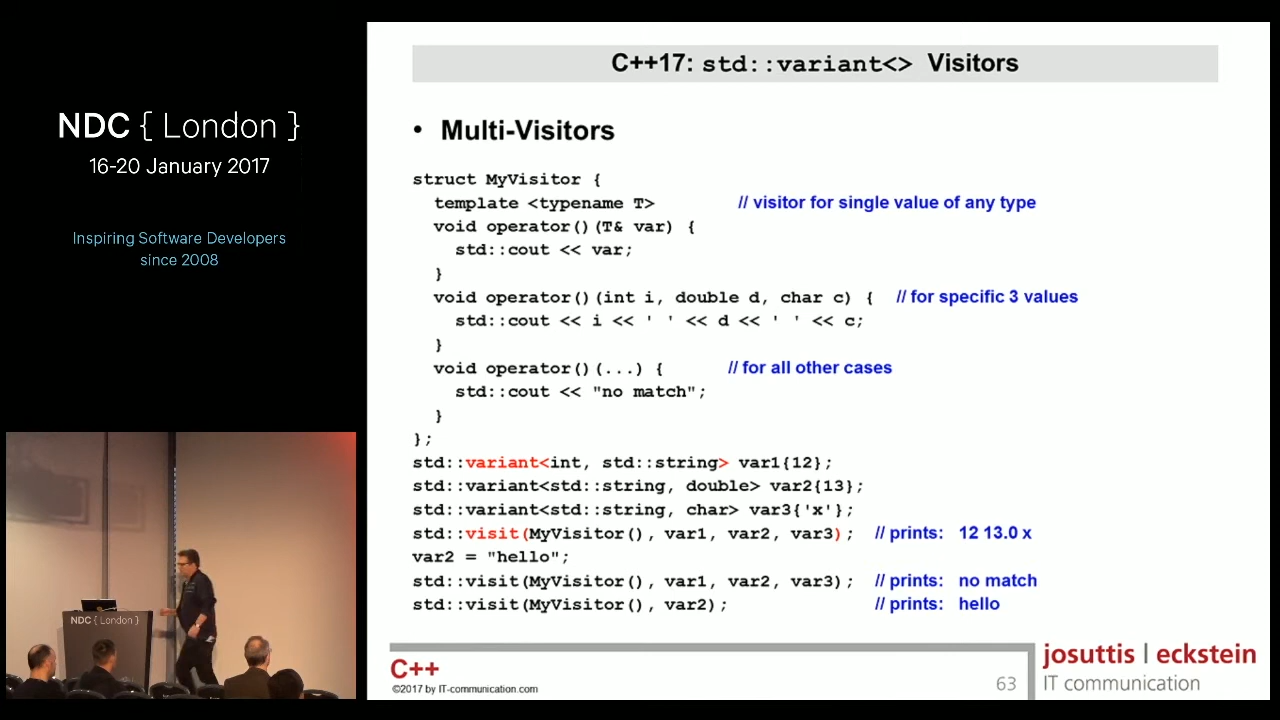 NDC { London }
16-20 January 2017
Inspiring Software Developers
since 2008
NDC { London }
C++17: std::variant<> Visitors
• Multi-Visitors
struct MyVisitor {
template <typename T> // visitor for single value of any type
void operator()(T& var) {
std::cout << var;
}
void operator()(int i, double d, char c) { // for specific 3 values
std::cout << i << ' ' << d << ' ' << c;
}
void operator()(...) { // for all other cases
std::cout << "no match";
}
};
std::variant<int, std::string> var1{12};
std::variant<std::string, double> var2{13};
std::variant<std::string, char> var3{'x'};
std::visit(MyVisitor(), var1, var2, var3); // prints: 12 13.0 x
var2 = "hello";
std::visit(MyVisitor(), var1, var2, var3); // prints: no match
std::visit(MyVisitor(), var2); // prints: hello
C++
©2017 by IT-communication.com
63
josuttis | eckstein
IT communication